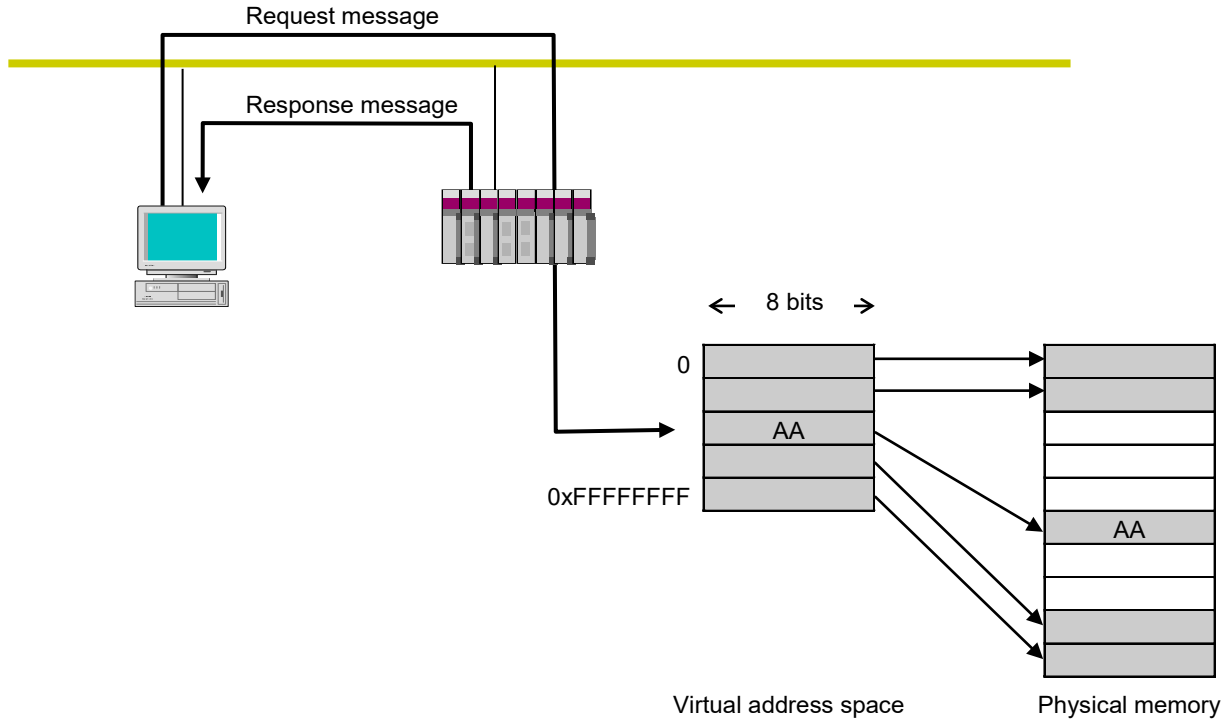 Request message
Response message
8 bits
0
AA
0xFFFFFFFF
AA
Virtual address space
Physical memory